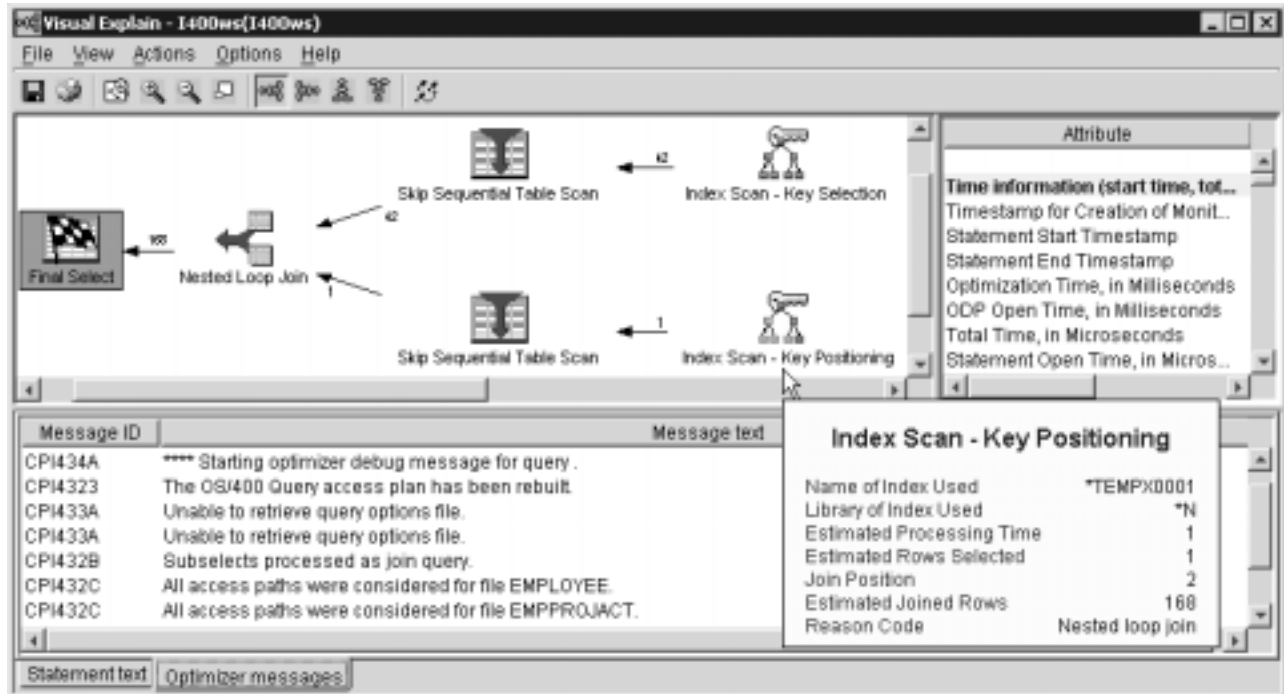 Visual Explain - I400ws(I400ws)
File View Actions Options Help
42
Skip Sequential Table Scan
Index Scan - Key Selection
42
168
Final Select
Nested Loop Join
1
1
Skip Sequential Table Scan
Index Scan - Key Positioning
Attribute
Time information (start time, tot...
Timestamp for Creation of Monit...
Statement Start Timestamp
Statement End Timestamp
Optimization Time, in Milliseconds
ODP Open Time, in Milliseconds
Total Time, in Microseconds
Statement Open Time, in Micros...
Message ID Message text
CPI434A **** Starting optimizer debug message for query .
CPI4323 The OS/400 Query access plan has been rebuilt.
CPI433A Unable to retrieve query options file.
CPI433A Unable to retrieve query options file.
CPI432B Subselects processed as join query.
CPI432C All access paths were considered for file EMPLOYEE.
CPI432C All access paths were considered for file EMPPROJACT.
Index Scan - Key Positioning
Name of Index Used *TEMPX0001
Library of Index Used *N
Estimated Processing Time 1
Estimated Rows Selected 1
Join Position 2
Estimated Joined Rows 168
Reason Code Nested loop join
Statement text Optimizer messages